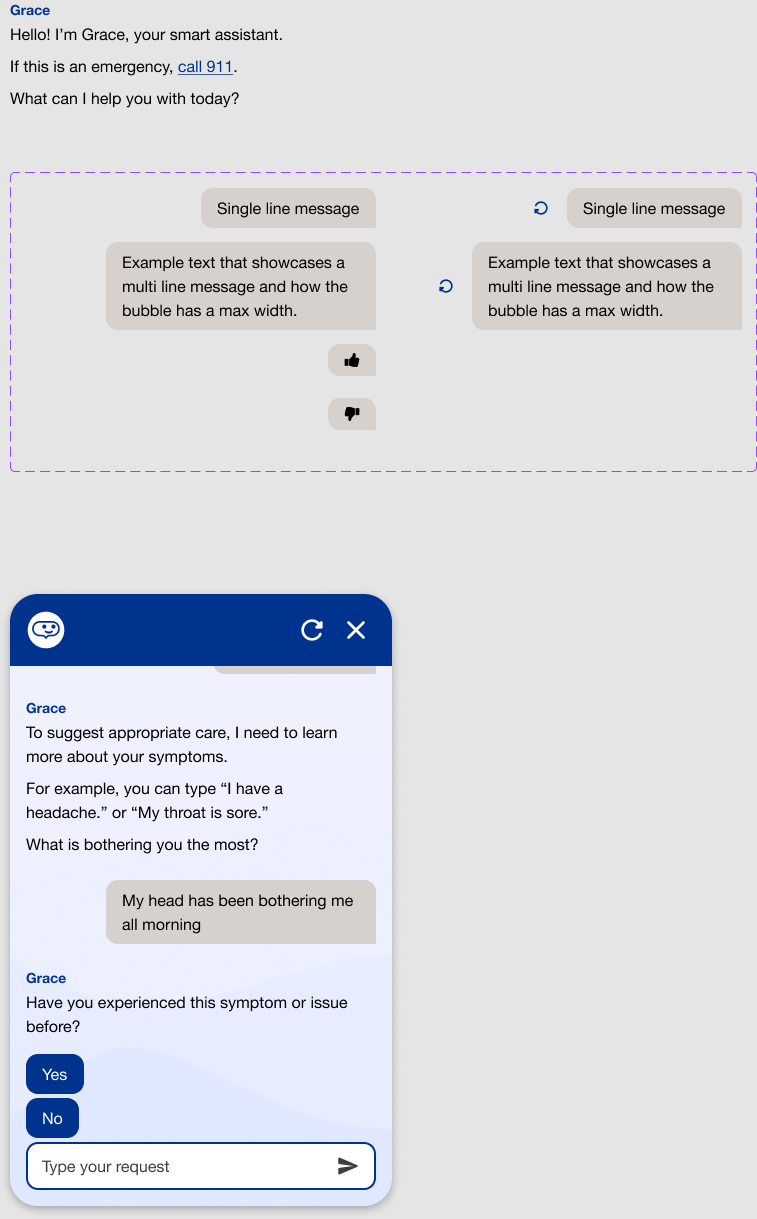 Grace
Hello! I’m Grace, your smart assistant.
If this is an emergency, call 911.
What can I help you with today?
Single line message
Example text that showcases a
multi line message and how the
bubble has a max width.
Single line message
Example text that showcases a
multi line message and how the
bubble has a max width.
Grace
To suggest appropriate care, I need to learn
more about your symptoms.
For example, you can type “I have a
headache.” or “My throat is sore.”
What is bothering you the most?
My head has been bothering me
all morning
Grace
Have you experienced this symptom or issue
before?
Yes
No
Type your request